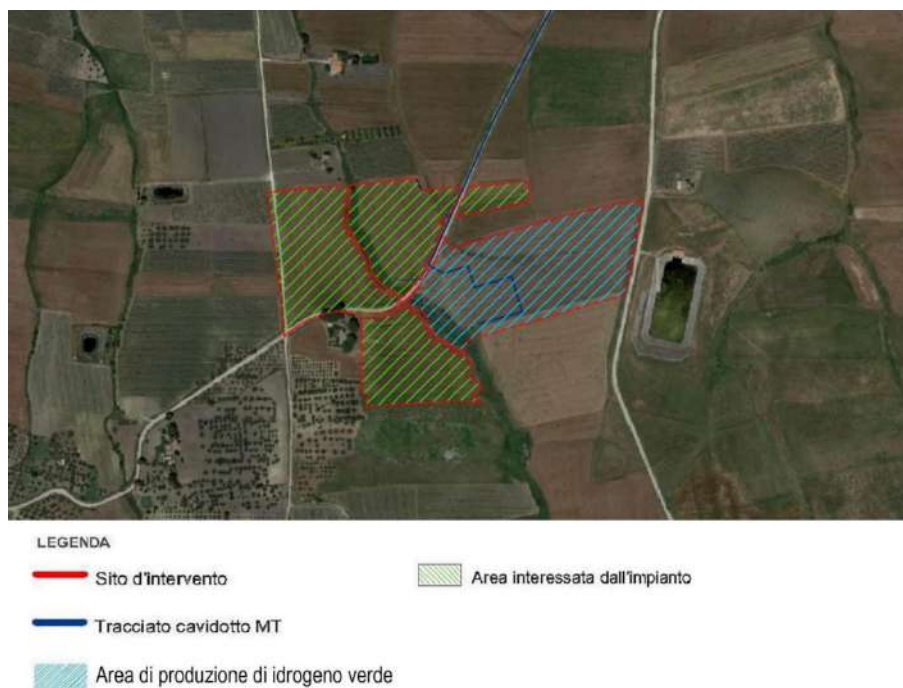 LEGENDA
Sito d'intervento
Area interessata dall'impianto
Tracciato cavidotto MT
Area di produzione di idrogeno verde